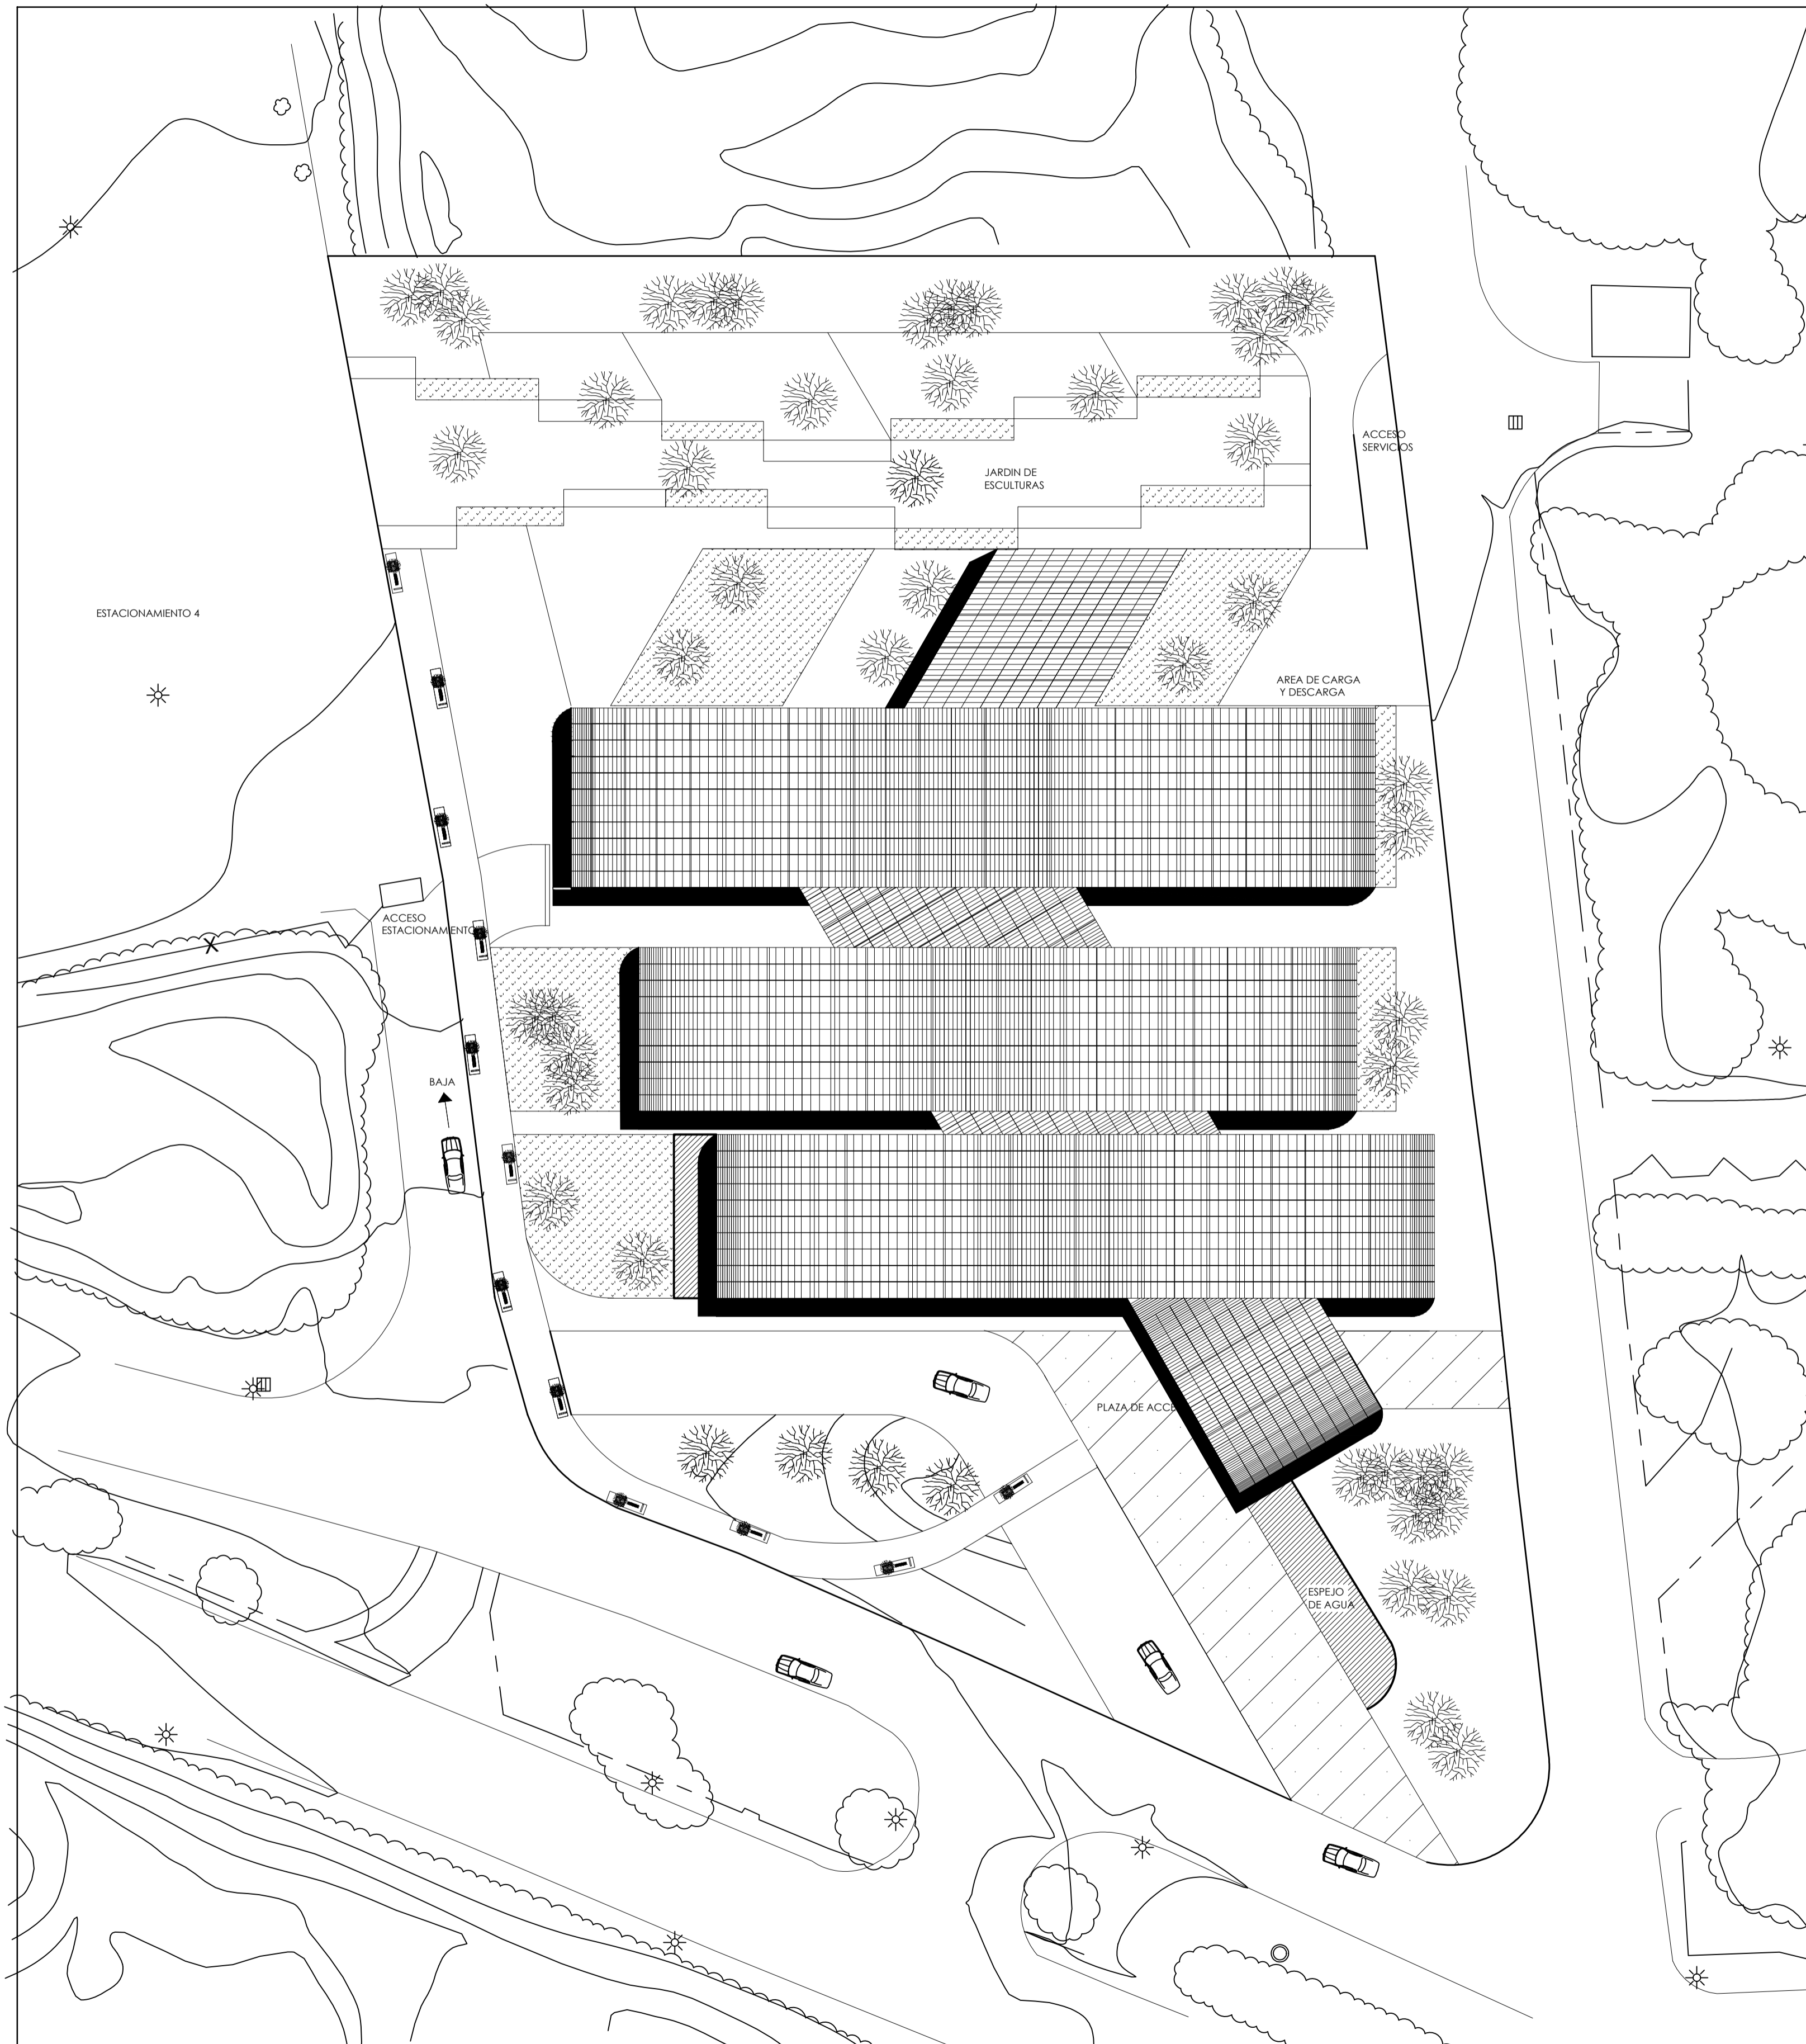 ACCESO
SERVICIOS
JARDIN DE
ESCULTURAS
ESTACIONAMIENTO 4
AREA DE CARGA
Y DESCARGA
ACCESO
ESTACIONAMIENTO
BAJA
PLAZA DE ACCE
ESPEJO
DE AGUA